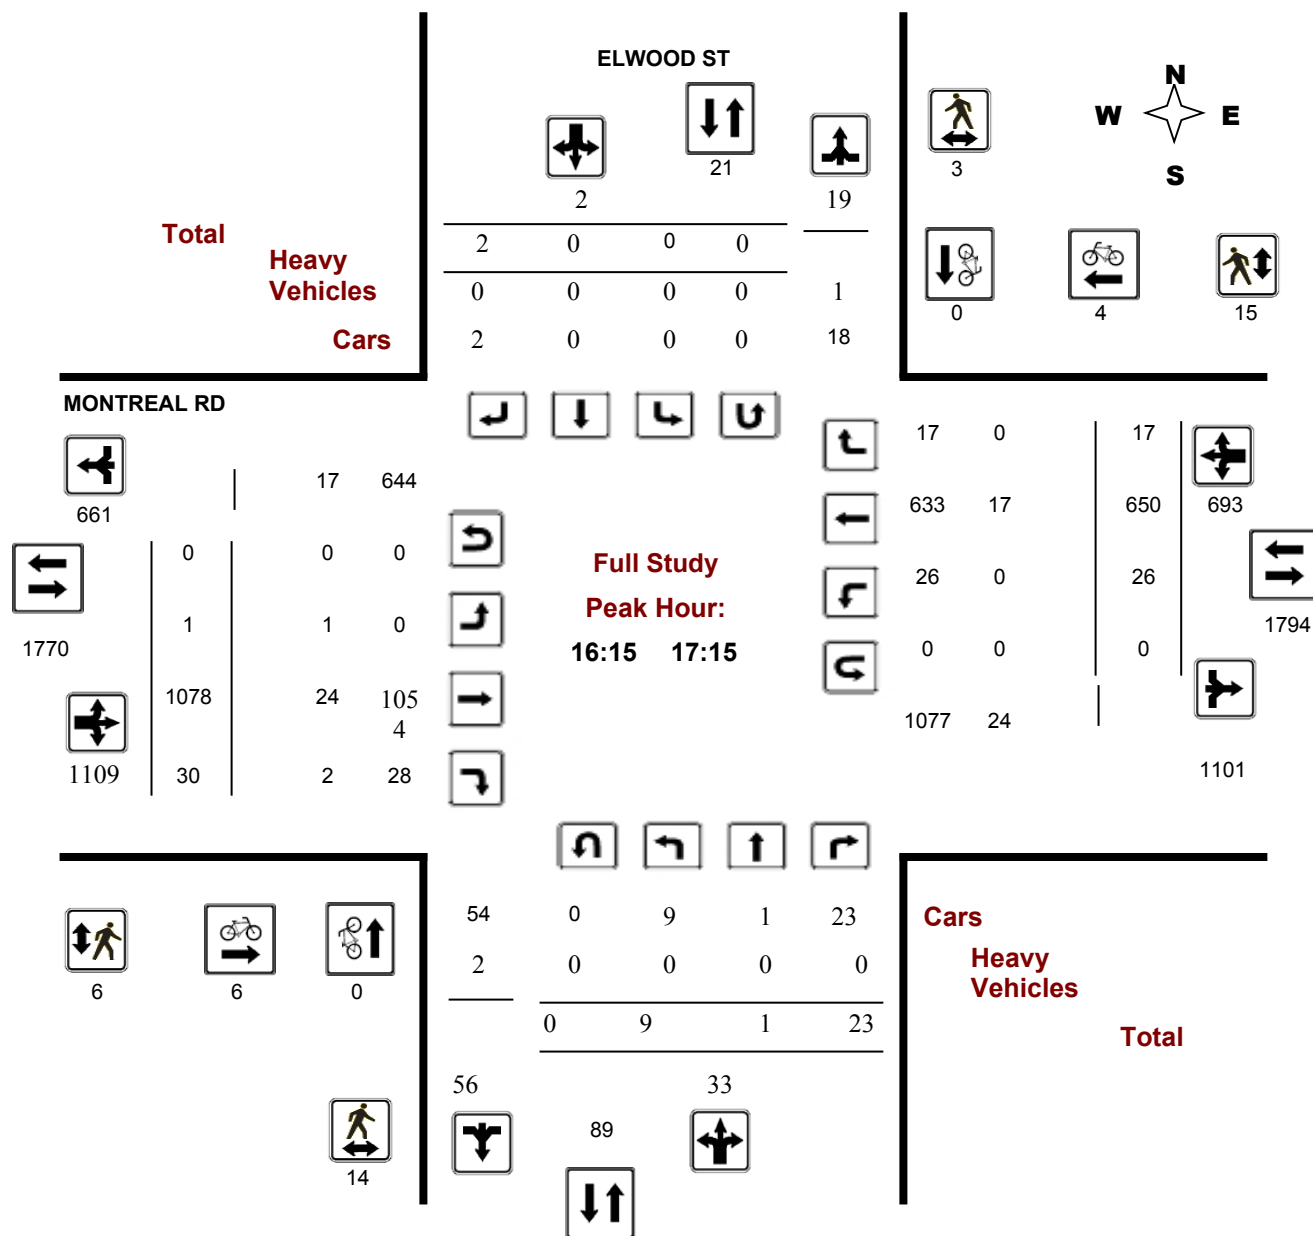 ELWOOD ST
N
W E
S
21
3
2
19
Total
2 0 0 0
Heavy
Vehicles
0 0 0 0 1
0 4 15
Cars
2 0 0 0 18
MONTREAL RD
17 0 17
17 644
661
633 17 650 693
0 0 0
Full Study
26 0 26
Peak Hour:
1 1 0
1794
1770
16:15 17:15
0 0 0
1078 24 105
4
1077 24
1109 30 2 28
1101
54 0 9 1 23
Cars
2 0 0 0 0
Heavy
Vehicles
6 6 0
0 9 1 23
Total
56 33
89
14